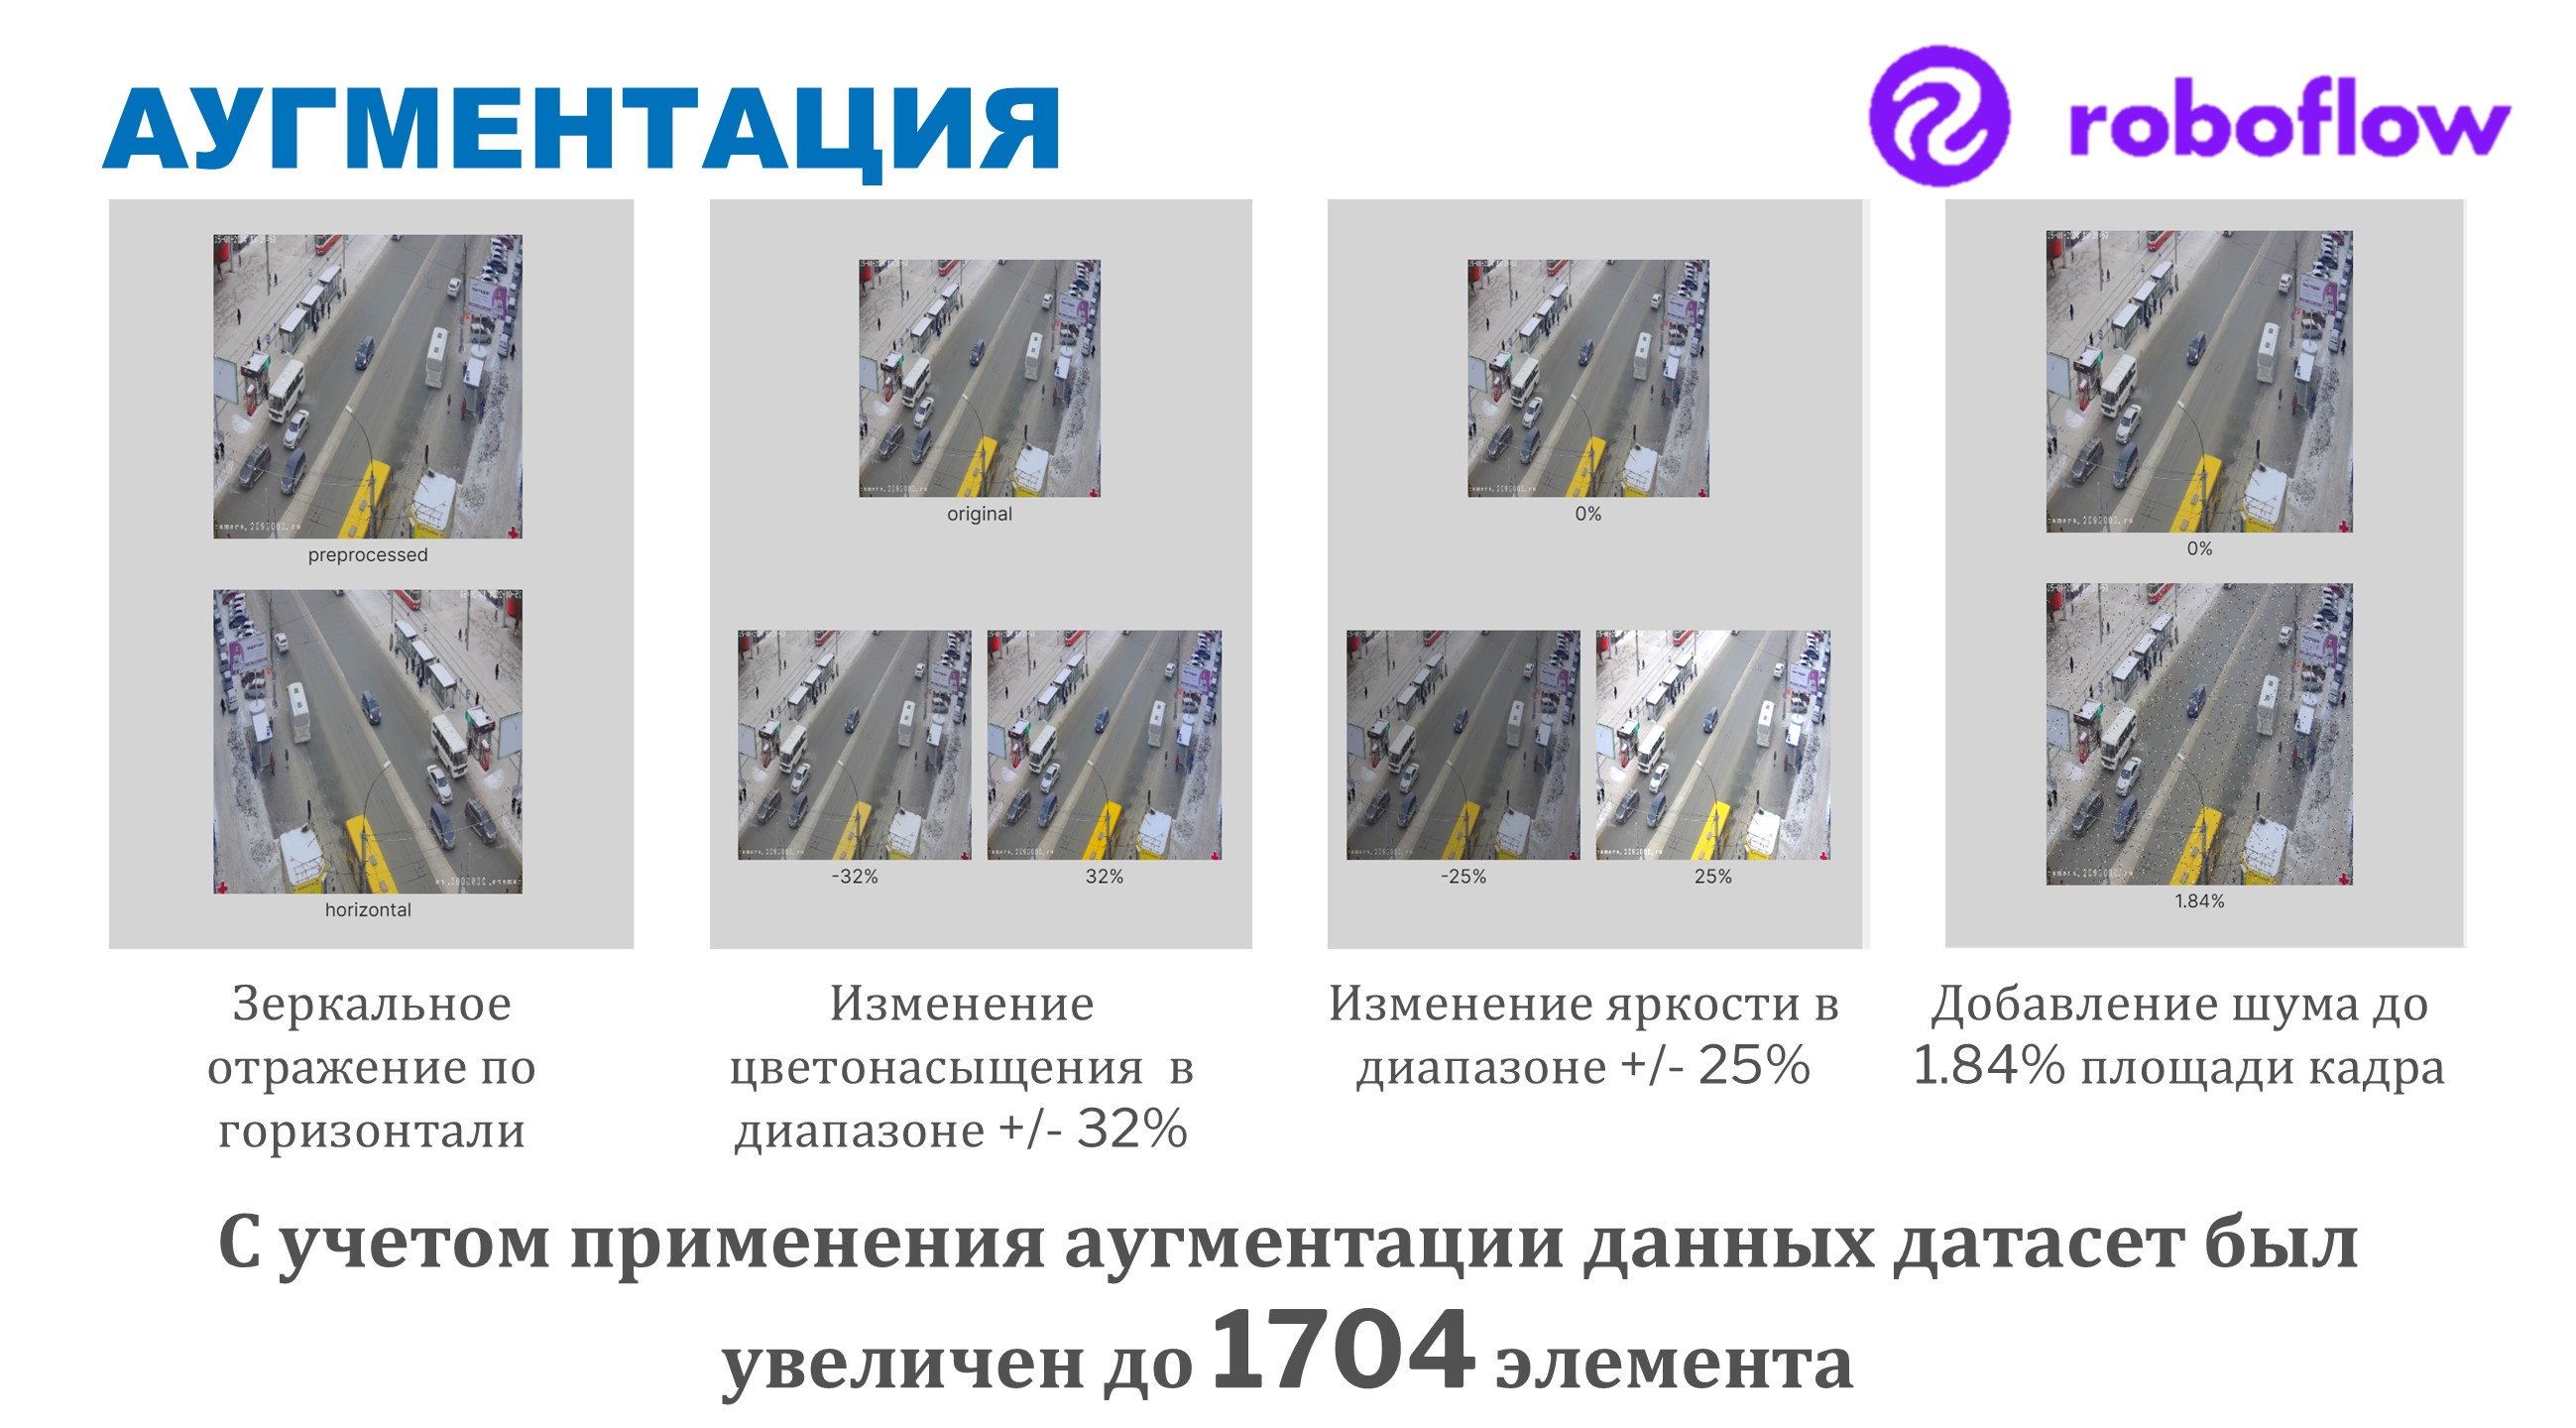 АУГМЕНТАЦИЯ
roboflow
preprocessed
horizontal
original
-32%
32%
0%
-25%
25%
0%
1.84%
Зеркальное
отражение по
горизонтали
Изменение
цветонасыщения в
диапазоне +/- 32%
Изменение яркости в
диапазоне +/- 25%
Добавление шума до
1.84% площади кадра
С учетом применения аугментации данных датасет был
увеличен до 1704 элемента